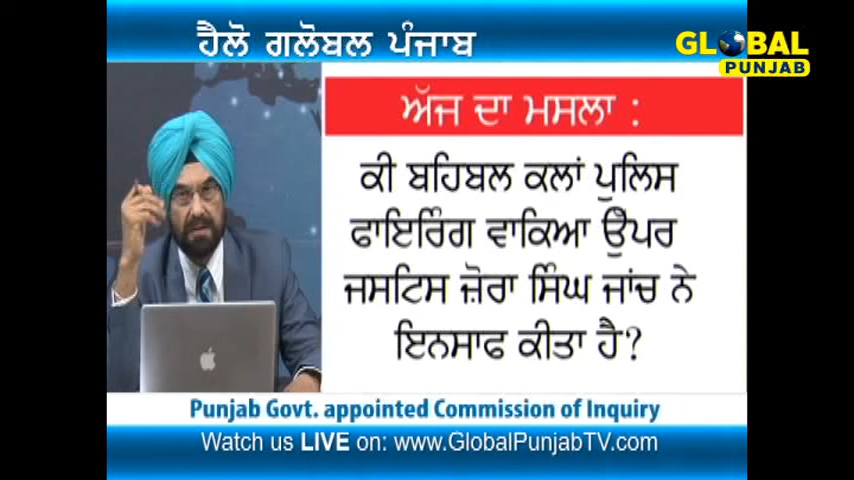 ਹੈਲੋ ਗਲੋਬਲ ਪੰਜਾਬ
GLOBAL
PUNJAB
ਅੱਜ ਦਾ ਮਸਲਾ :
ਕੀ ਬਹਿਬਲ ਕਲਾਂ ਪੁਲਿਸ
ਫਾਇਰਿੰਗ ਵਾਕਿਆ ਉੱਪਰ
ਜਸਟਿਸ ਜ਼ੋਰਾ ਸਿੰਘ ਜਾਂਚ ਨੇ
ਇਨਸਾਫ ਕੀਤਾ ਹੈ?
Punjab Govt. appointed Commission of Inquiry
Watch us LIVE on: www.GlobalPunjabTV.com